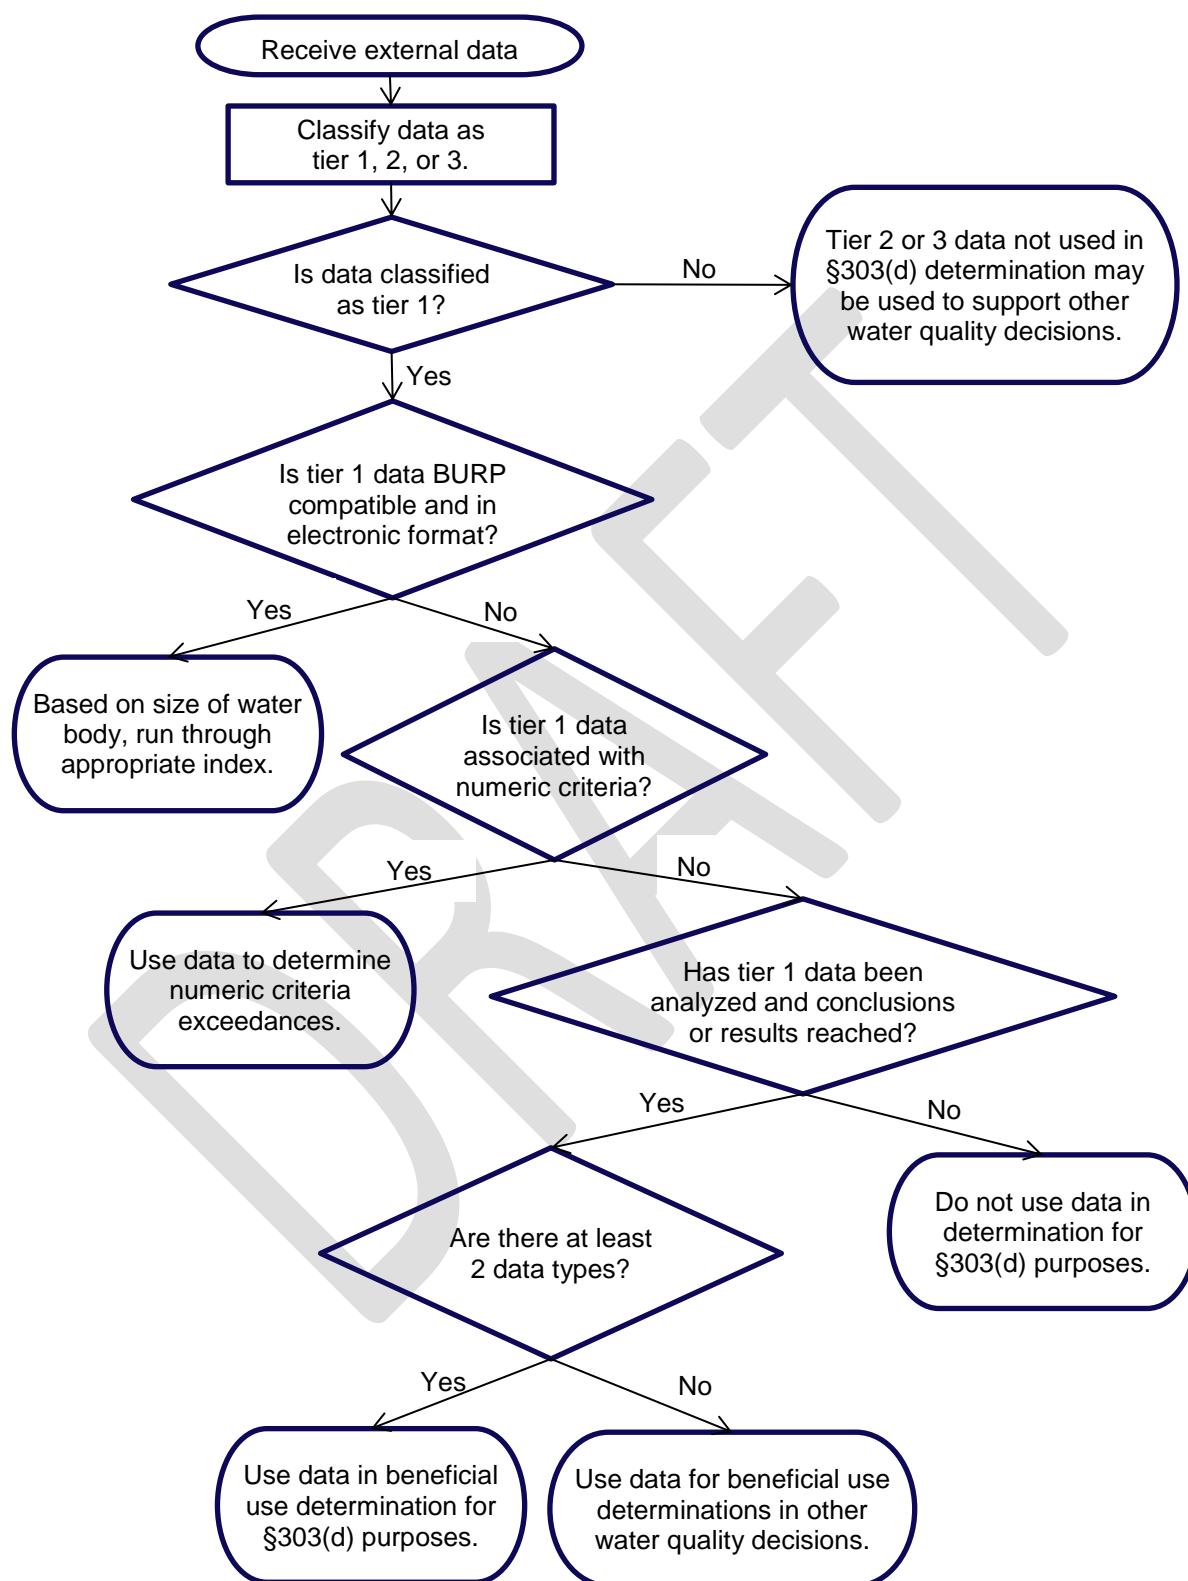 Receive external data
Classify data as
tier 1, 2, or 3.
Is data classified
as tier 1?
No
Tier 2 or 3 data not used in
§303(d) determination may
be used to support other
water quality decisions.
Yes
Is tier 1 data BURP
compatible and in
electronic format?
Yes
No
Based on size of water
body, run through
appropriate index.
Is tier 1 data
associated with
numeric criteria?
Yes
No
Use data to determine
numeric criteria
exceedances.
Has tier 1 data been
analyzed and conclusions
or results reached?
Yes
No
Do not use data in
determination for
§303(d) purposes.
Are there at least
2 data types?
Yes
No
Use data in beneficial
use determination for
§303(d) purposes.
Use data for beneficial use
determinations in other
water quality decisions.
DRAFT